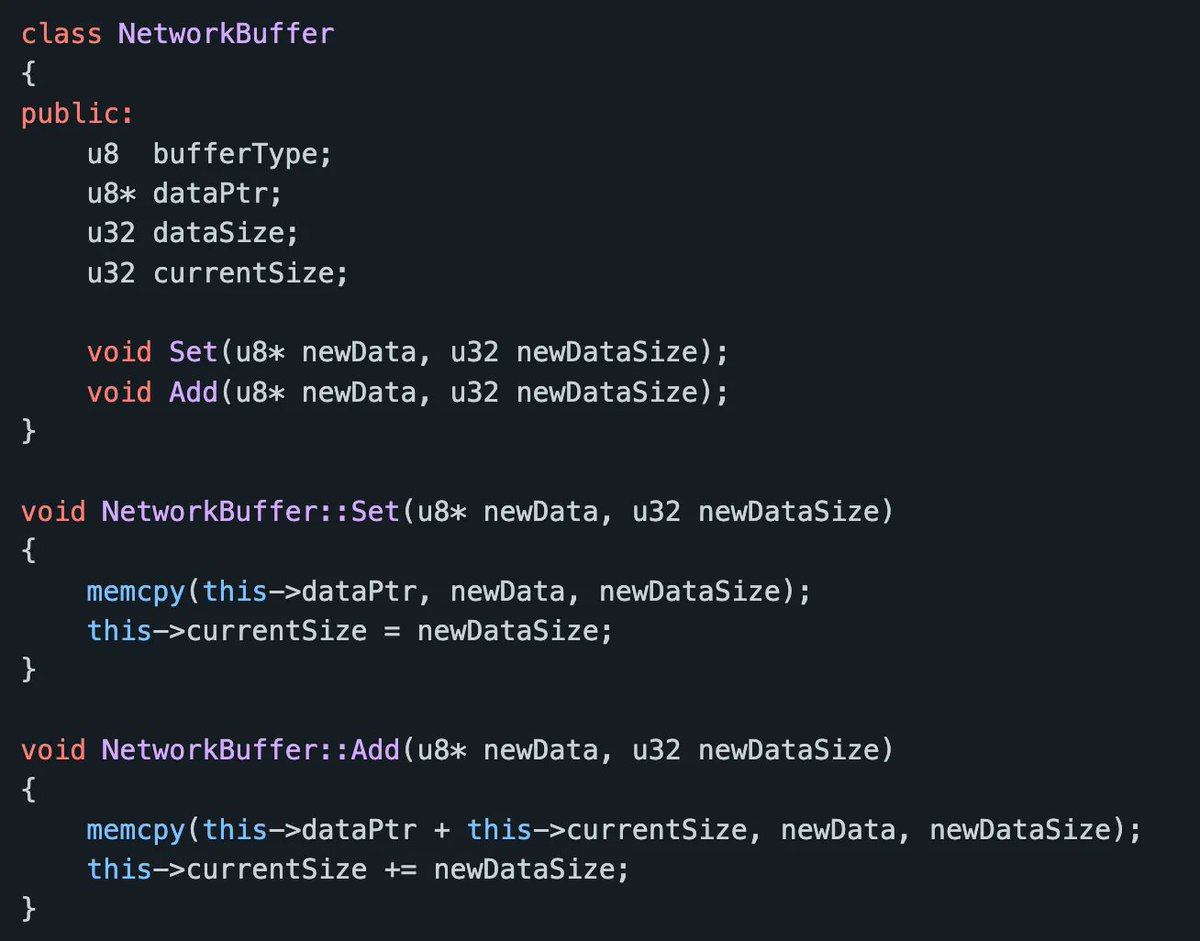 class NetworkBuffer
{
public:
    u8  bufferType;
    u8* dataPtr;
    u32 dataSize;
    u32 currentSize;

    void Set(u8* newData, u32 newDataSize);
    void Add(u8* newData, u32 newDataSize);
}

void NetworkBuffer::Set(u8* newData, u32 newDataSize)
{
    memcpy(this->dataPtr, newData, newDataSize);
    this->currentSize = newDataSize;
}

void NetworkBuffer::Add(u8* newData, u32 newDataSize)
{
    memcpy(this->dataPtr + this->currentSize, newData, newDataSize);
    this->currentSize += newDataSize;
}